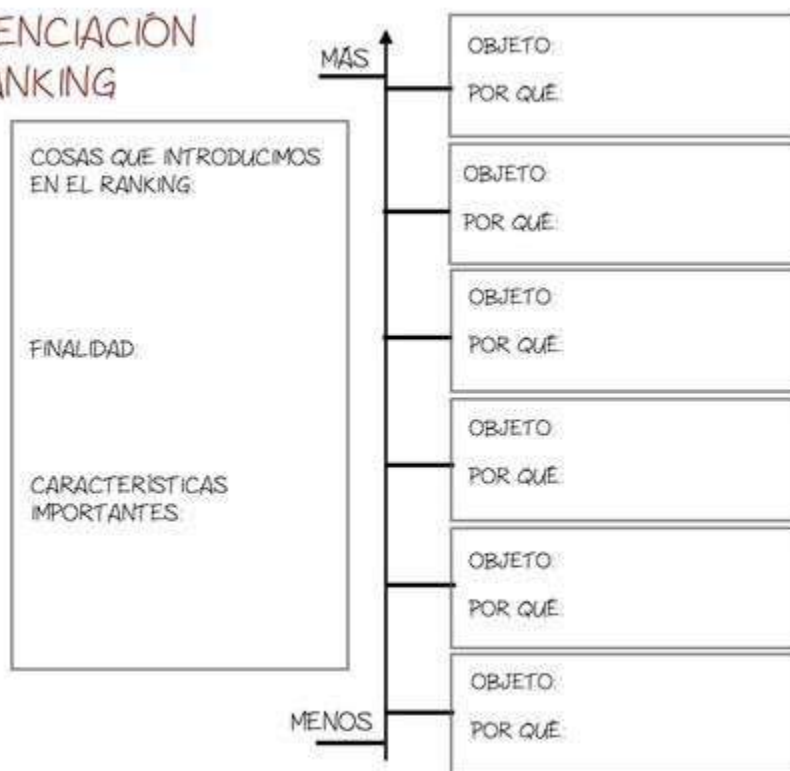 ENCIACIÓN
ANKING
COSAS QUE INTRODUCIMOS
EN EL RANKING:
FINALIDAD:
CARACTERÍSTICAS
IMPORTANTES:
MÁS
MENOS
OBJETO:
POR QUÉ:
OBJETO:
POR QUÉ:
OBJETO:
POR QUÉ:
OBJETO:
POR QUÉ:
OBJETO:
POR QUÉ:
OBJETO:
POR QUÉ: